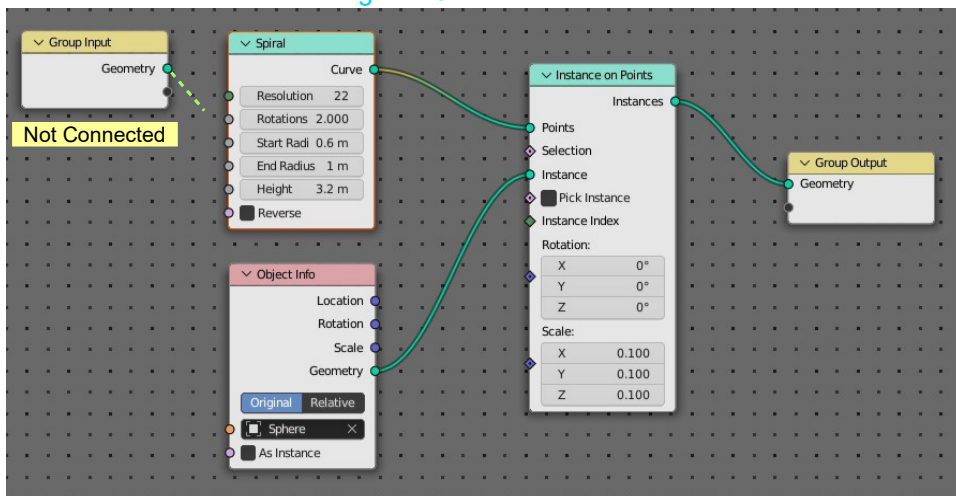 Group Input
Geometry
Not Connected
Spiral
Curve
Resolution 22
Rotations 2.000
Start Radi 0.6 m
End Radius 1 m
Height 3.2 m
Reverse
Object Info
Location
Rotation
Scale
Geometry
Original Relative
Sphere
As Instance
Instance on Points
Instances
Points
Selection
Instance
Pick Instance
Instance Index
Rotation:
X 0°
Y 0°
Z 0°
Scale:
X 0.100
Y 0.100
Z 0.100
Group Output
Geometry